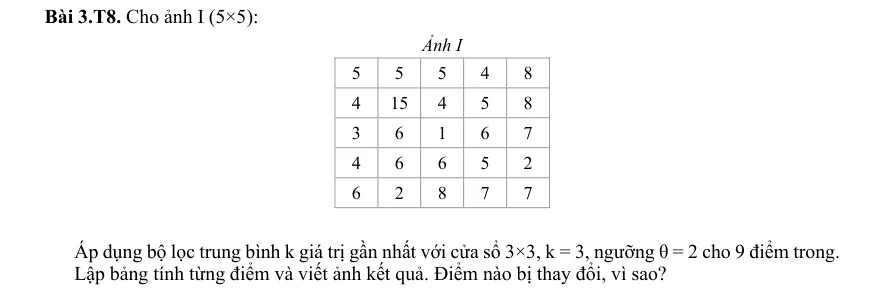 Bài 3.T8. Cho ảnh I (5×5):
Ảnh I
5 5 5 4 8
4 15 4 5 8
3 6 1 6 7
4 6 6 5 2
6 2 8 7 7
Áp dụng bộ lọc trung bình k giá trị gần nhất với cửa sổ 3×3, k = 3, ngưỡng θ = 2 cho 9 điểm trong.
Lập bảng tính từng điểm và viết ảnh kết quả. Điểm nào bị thay đổi, vì sao?